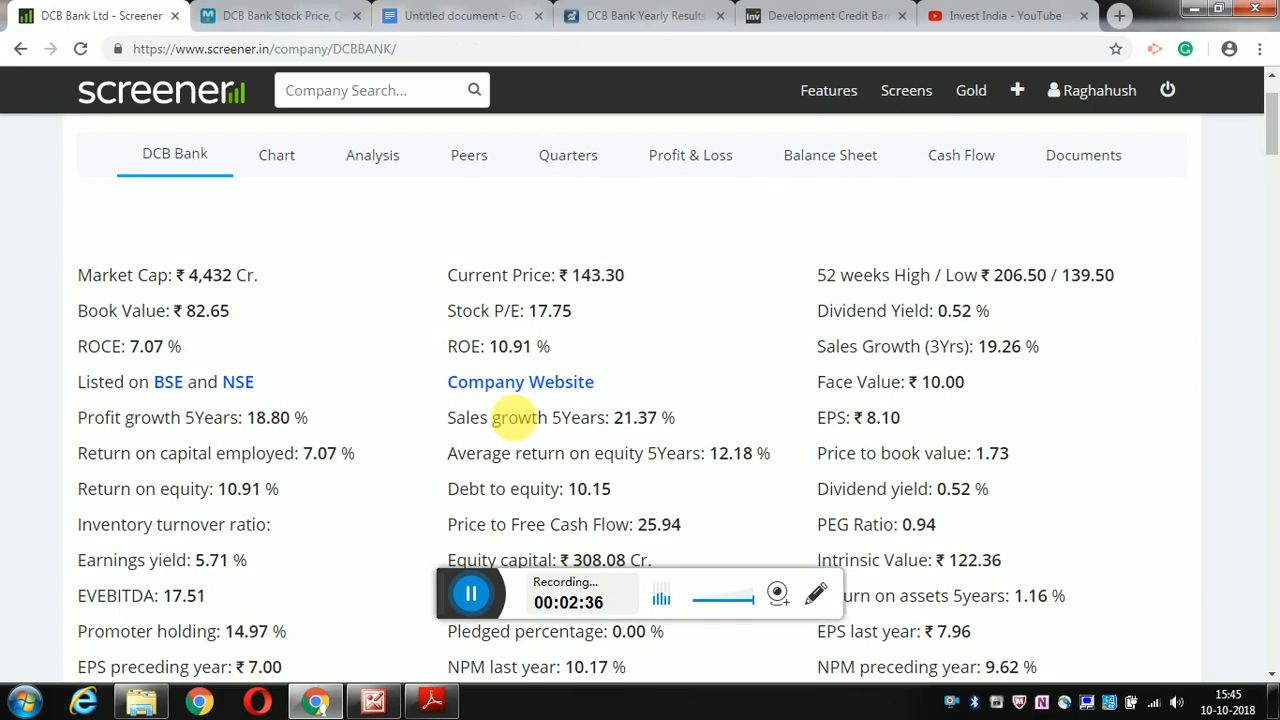 DCB Bank Ltd - Screener
DCB Bank Stock Price, Q
Untitled document - Go
DCB Bank Yearly Results
Development Credit Ba
Invest India - YouTube
https://www.screener.in/company/DCBBANK/
screener
Company Search...
Features
Screens
Gold
Raghahush
DCB Bank
Chart
Analysis
Peers
Quarters
Profit & Loss
Balance Sheet
Cash Flow
Documents
Market Cap: ₹ 4,432 Cr.
Current Price: ₹ 143.30
52 weeks High / Low ₹ 206.50 / 139.50
Book Value: ₹ 82.65
Stock P/E: 17.75
Dividend Yield: 0.52 %
ROCE: 7.07 %
ROE: 10.91 %
Sales Growth (3Yrs): 19.26 %
Listed on BSE and NSE
Company Website
Face Value: ₹ 10.00
Profit growth 5Years: 18.80 %
Sales growth 5Years: 21.37 %
EPS: ₹ 8.10
Return on capital employed: 7.07 %
Average return on equity 5Years: 12.18 %
Price to book value: 1.73
Return on equity: 10.91 %
Debt to equity: 10.15
Dividend yield: 0.52 %
Inventory turnover ratio:
Price to Free Cash Flow: 25.94
PEG Ratio: 0.94
Earnings yield: 5.71 %
Equity capital: ₹ 308.08 Cr.
Intrinsic Value: ₹ 122.36
Recording...
00:02:36
EVEBITDA: 17.51
urn on assets 5years: 1.16 %
Promoter holding: 14.97 %
Pledged percentage: 0.00 %
EPS last year: ₹ 7.96
EPS preceding year: ₹ 7.00
NPM last year: 10.17 %
NPM preceding year: 9.62 %
15:45
10-10-2018